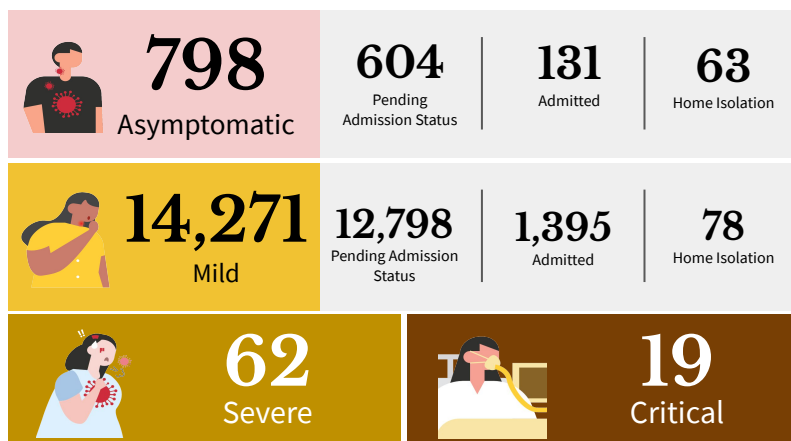 798
Asymptomatic
604
Pending
Admission Status
131
Admitted
63
Home Isolation
14,271
Mild
12,798
Pending Admission
Status
1,395
Admitted
78
Home Isolation
!!
62
Severe
19
Critical